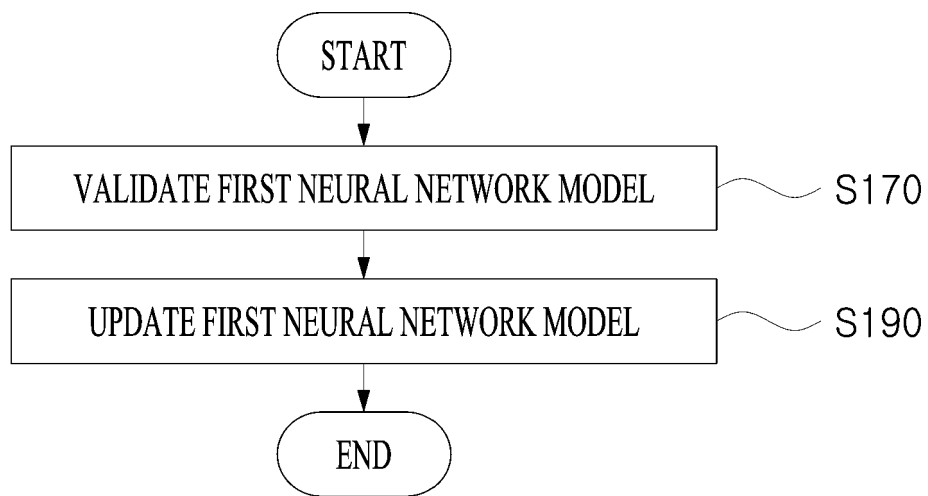 START
VALIDATE FIRST NEURAL NETWORK MODEL
S170
UPDATE FIRST NEURAL NETWORK MODEL
S190
END